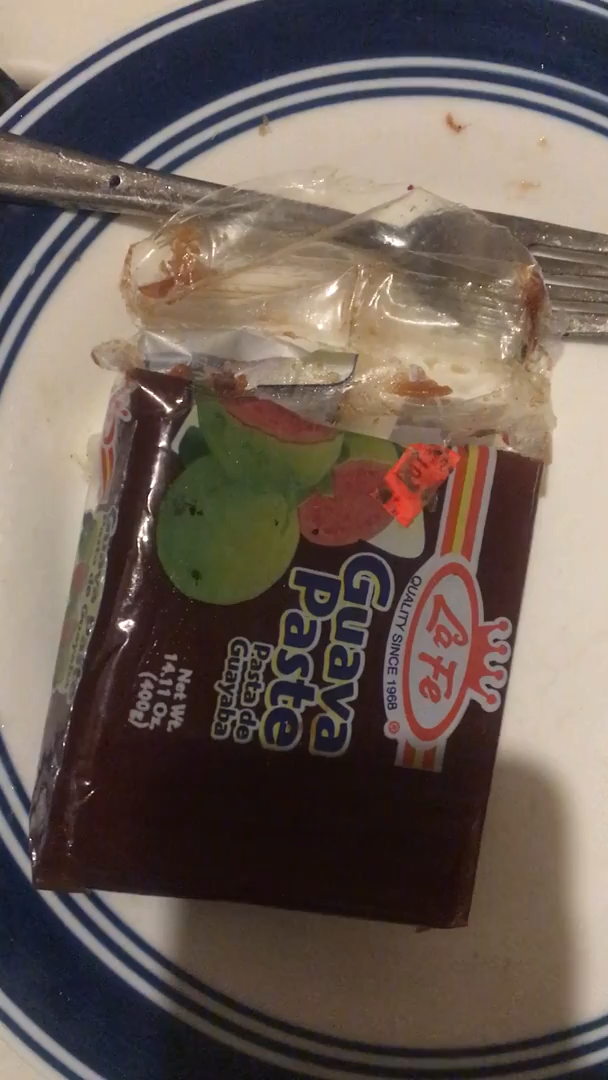 La Fe
QUALITY SINCE 1968
®
Guava
Paste
Pasta de
Guayaba
Net Wt.
14.11 Oz.
(400g)